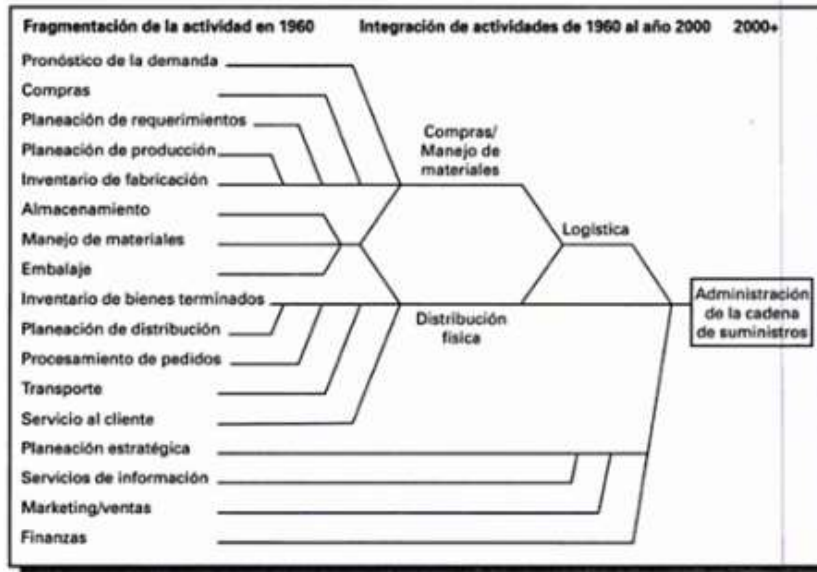 Fragmentación de la actividad en 1960 Integración de actividades de 1960 al año 2000 2000+
Pronóstico de la demanda
Compras
Planeación de requerimientos
Planeación de producción
Inventario de fabricación
Almacenamiento
Manejo de materiales
Embalaje
Inventario de bienes terminados
Planeación de distribución
Procesamiento de pedidos
Transporte
Servicio al cliente
Planeación estratégica
Servicios de información
Marketing/ventas
Finanzas
Compras/
Manejo de
materiales
Distribución
física
Logística
Administración
de la cadena
de suministros